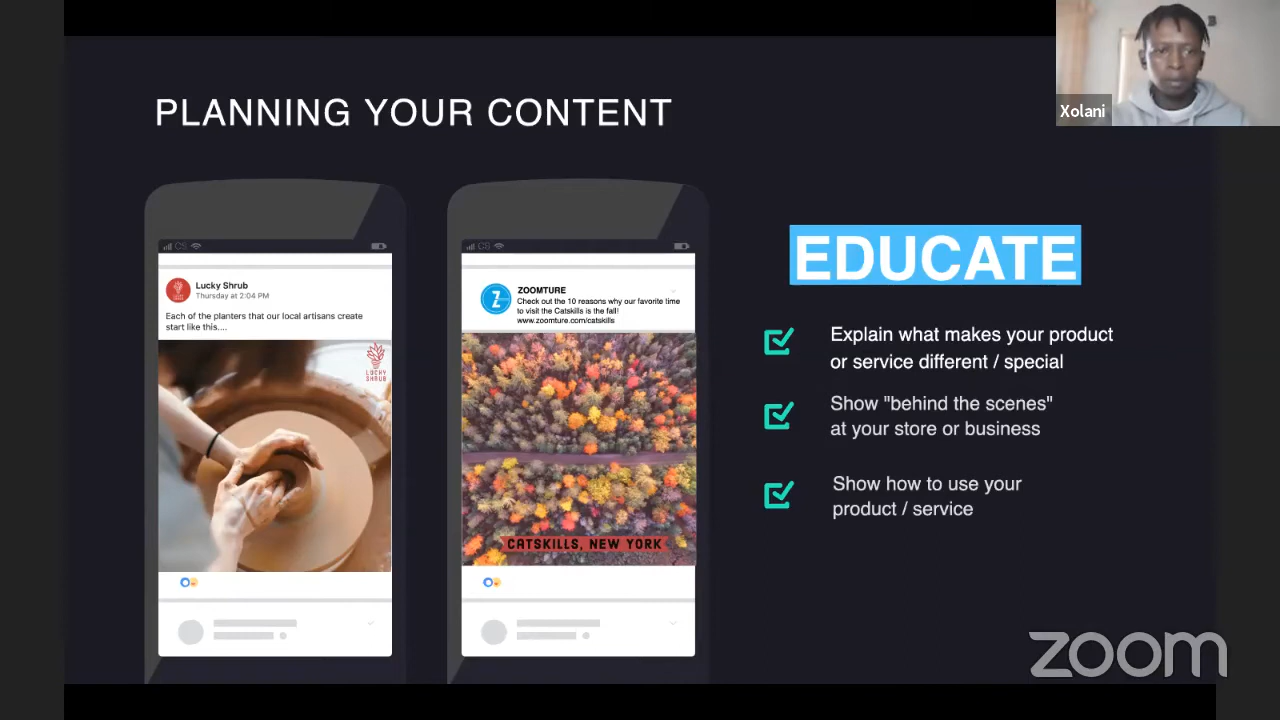 PLANNING YOUR CONTENT
Xolani
Lucky Shrub
Thursday at 2:04 PM
Each of the planters that our local artisans create
start like this....
LUCKY
SHRUB
Z
ZOOMTURE
Check out the 10 reasons why our favorite time
to visit the Catskills is the fall!
www.zoomture.com/catskills
CATSKILLS, NEW YORK
EDUCATE
Explain what makes your product
or service different / special
Show "behind the scenes"
at your store or business
Show how to use your
product / service
zoom